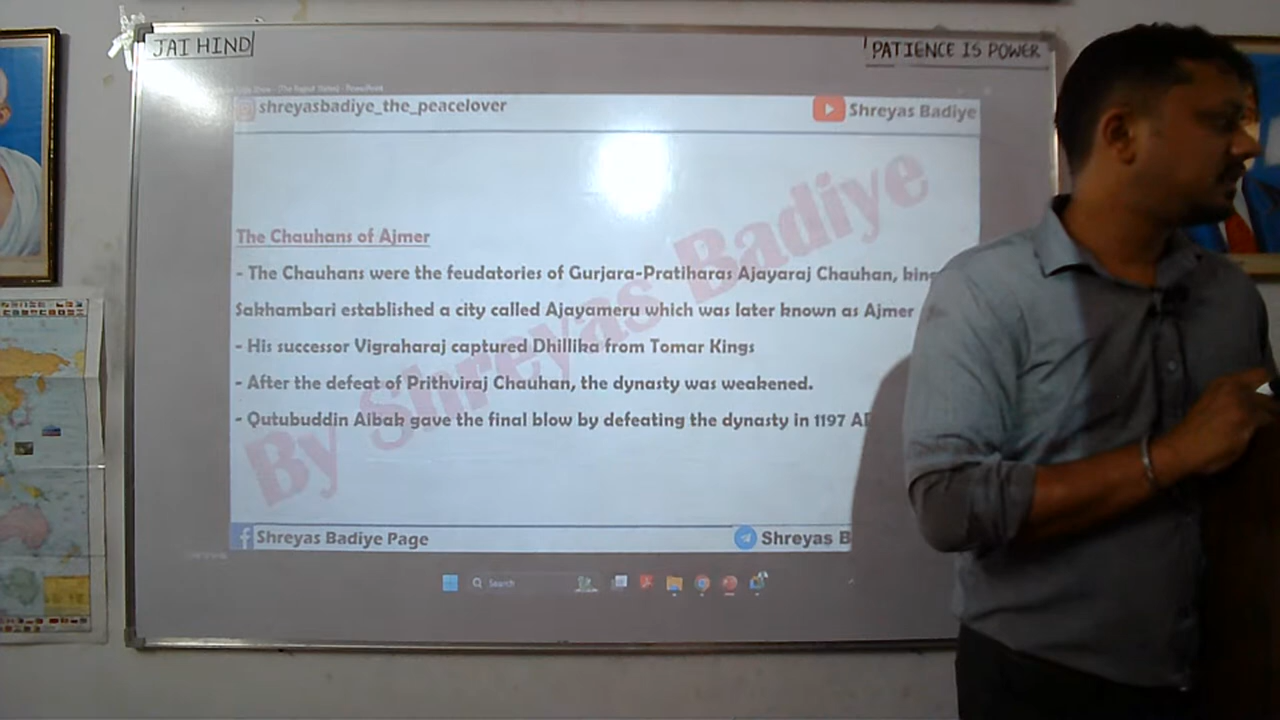 JAI HIND
'PATIENCE IS POWER
shreyasbadiye_the_peacelover
Shreyas Badiye
The Chauhans of Ajmer
- The Chauhans were the feudatories of Gurjara-Pratiharas Ajayaraj Chauhan,
Sakhambari established a city called Ajayameru which was later known as Ajmer
- His successor Vigraharaj captured Dhillika from Tomar Kings
- After the defeat of Prithviraj Chauhan, the dynasty was weakened.
- Qutubuddin Aibak gave the final blow by defeating the dynasty in 1197
By Shreyas Badiye
Shreyas Badiye Page
Shreyas B
Search